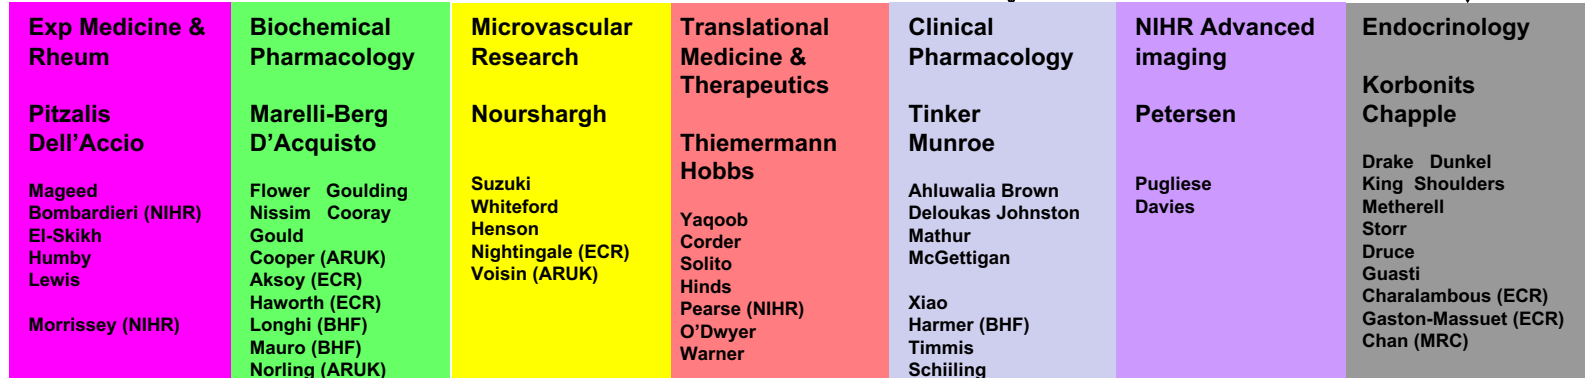 Exp Medicine &
Rheum
Pitzalis
Dell’Accio
Mageed
Bombardieri (NIHR)
El-Skikh
Humby
Lewis
Morrissey (NIHR)
Biochemical
Pharmacology
Marelli-Berg
D’Acquisto
Flower Goulding
Nissim Cooray
Gould
Cooper (ARUK)
Aksoy (ECR)
Haworth (ECR)
Longhi (BHF)
Mauro (BHF)
Norling (ARUK)
Microvascular
Research
Nourshargh
Suzuki
Whiteford
Henson
Nightingale (ECR)
Voisin (ARUK)
Translational
Medicine &
Therapeutics
Thiemermann
Hobbs
Yaqoob
Corder
Solito
Hinds
Pearse (NIHR)
O’Dwyer
Warner
Clinical
Pharmacology
Tinker
Munroe
Ahluwalia Brown
Deloukas Johnston
Mathur
McGettigan
Xiao
Harmer (BHF)
Timmis
Schiiling
NIHR Advanced
imaging
Petersen
Pugliese
Davies
Endocrinology
Korbonits
Chapple
Drake Dunkel
King Shoulders
Metherell
Storr
Druce
Guasti
Charalambous (ECR)
Gaston-Massuet (ECR)
Chan (MRC)